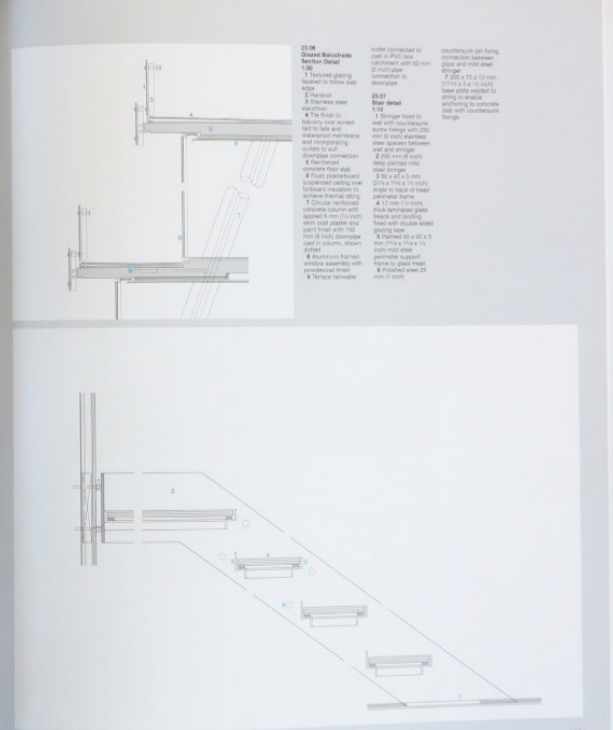 23.06
Glazed Balustrade
Section Detail
1:50
1 Textured glazing
facaded to follow slab
edge
2 Handrail
3 Stainless steel
stanchion
4 Tile finish to
balcony over screed
laid to falls and
waterproof membrane
and incorporating
outlets to suit
downpipe connection
5 Reinforced
concrete floor slab
6 Flush plasterboard
suspended ceiling over
foilboard insulation to
achieve thermal rating
7 Circular reinforced
concrete column with
applied 6 mm (1/4 inch)
skim coat plaster and
paint finish with 150
mm (6 inch) downpipe
cast in column, shown
dotted
8 Aluminium framed
window assembly with
powdercoat finish
9 Terrace rainwater
outlet connected to
cast-in PVC box
catchment with 50 mm
(2 inch) pipe
connection to
downpipe
23.07
Stair detail
1:10
1 Stringer fixed to
wall with countersunk
screw fixings with 200
mm (8 inch) stainless
steel spacers between
wall and stringer
2 200 mm (8 inch)
deep painted mild
steel stringer
3 60 x 40 x 5 mm
angle to back of tread
perimeter frame
4 12 mm (1/2 inch)
thick laminated glass
treads and landing
fixed with double sided
glazing tape
5 Painted 40 x 40 x 5
mm
inch) mild steel
perimeter support
frame to glass tread
6 Polished steel 25
mm (1 inch)
countersunk pin fixing
connection between
glass and mild steel
stringer
7 300 x 75 x 12 mm
base plate welded to
string to enable
anchoring to concrete
slab with countersunk
fixings